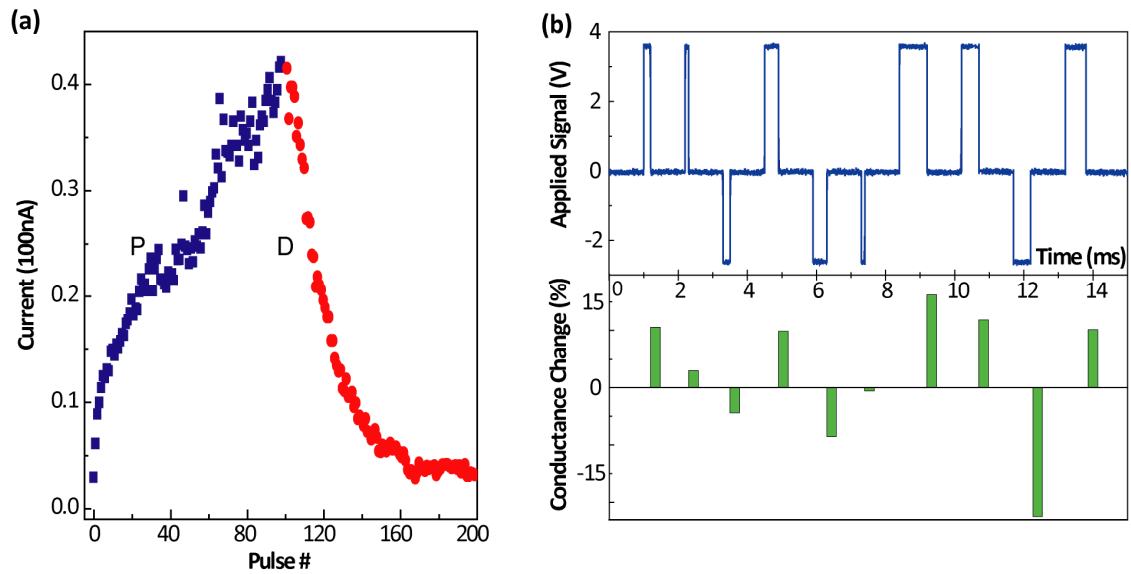 (a)
Current (100nA)
0.4
0.3
0.2
0.1
0.0
P
D
0
40
80
120
160
200
Pulse #
(b)
Applied Signal (V)
4
2
0
-2
Time (ms)
0
2
4
6
8
10
12
14
Conductance Change (%)
15
0
-15